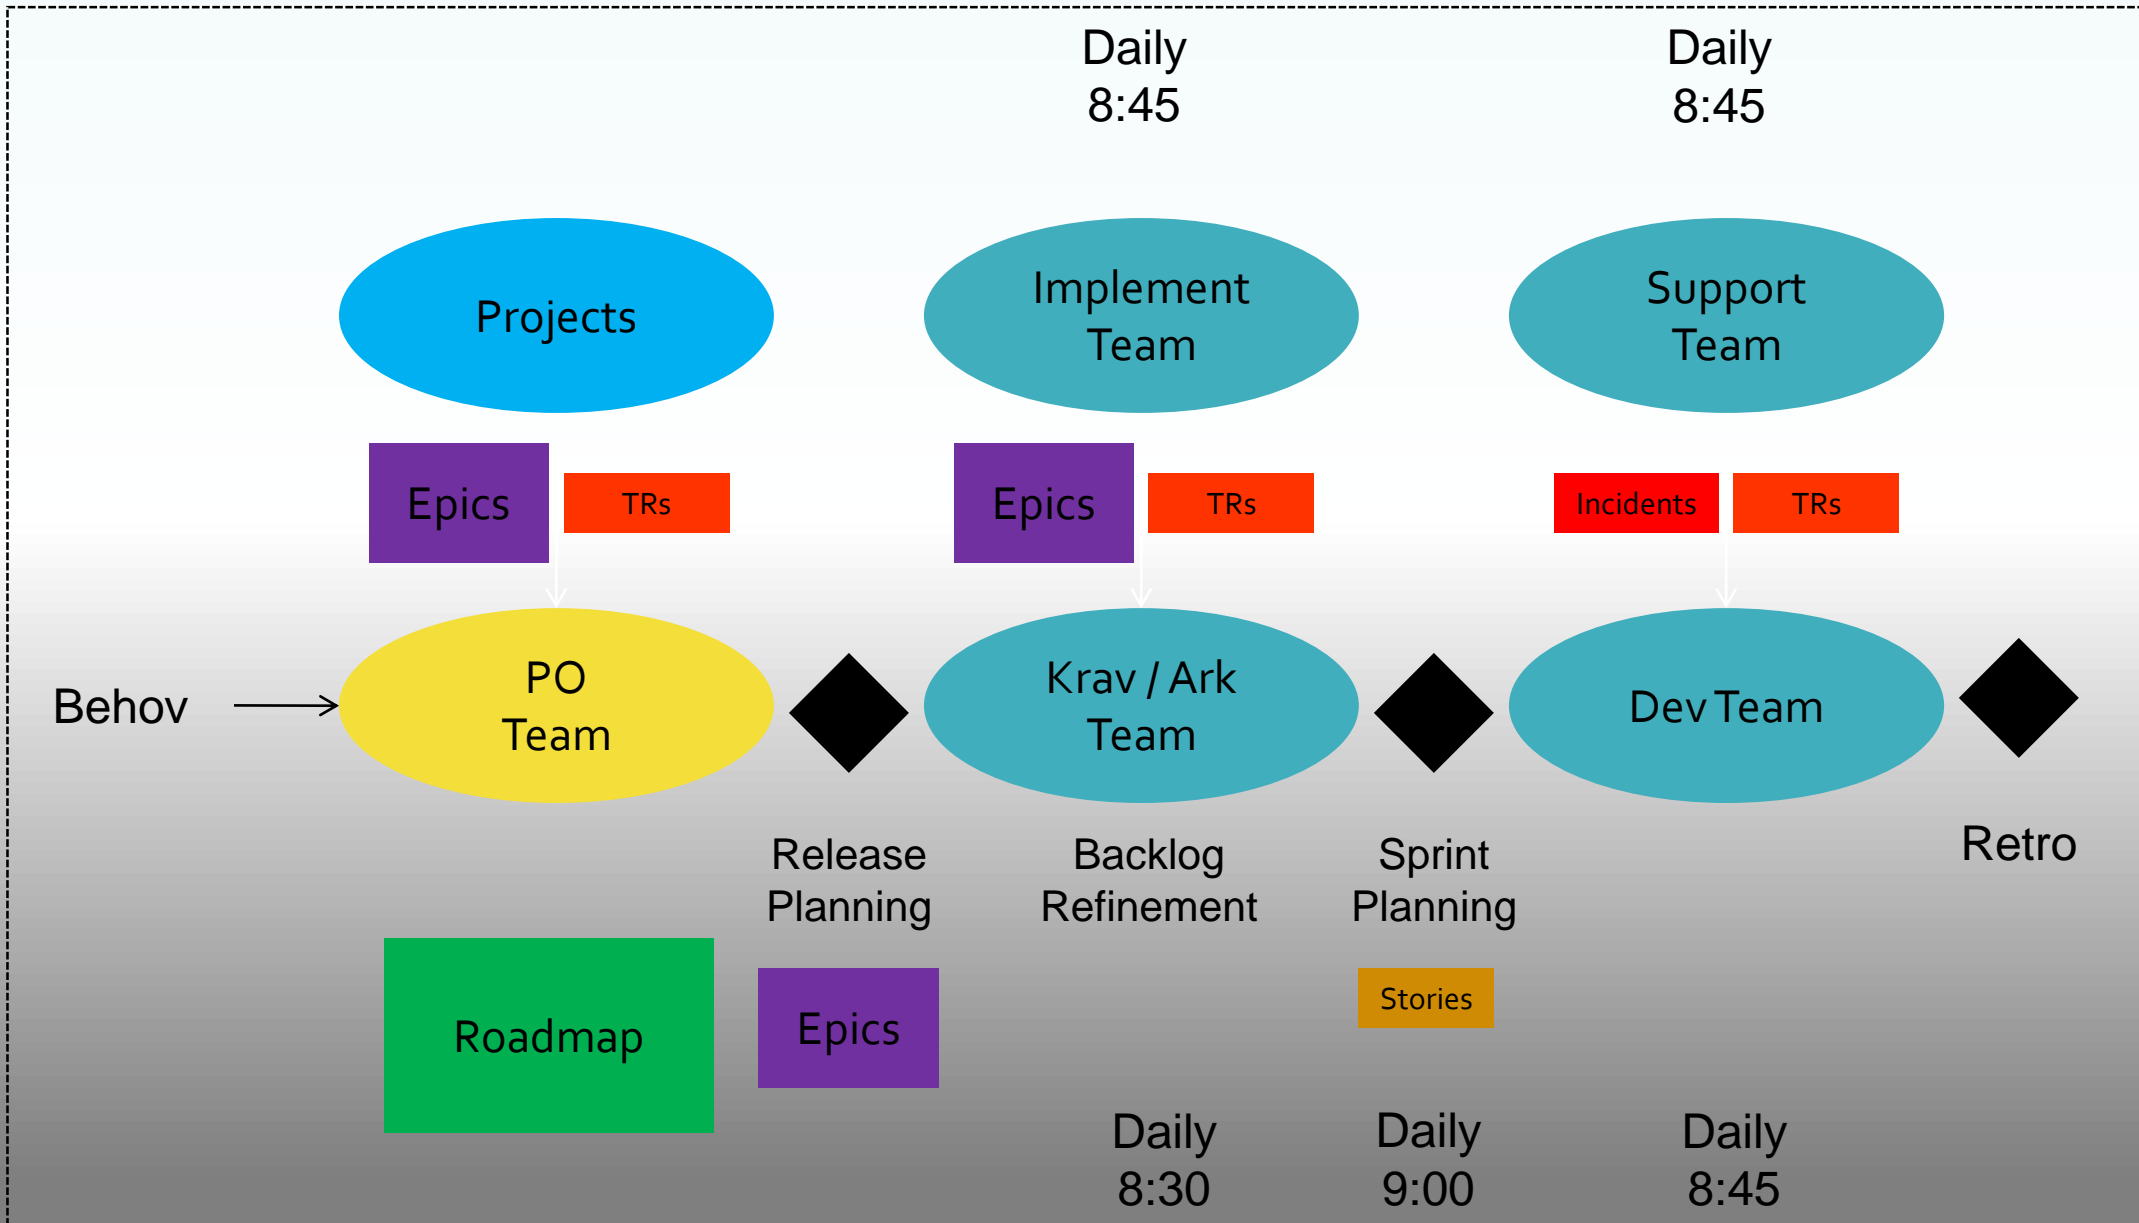 Daily
8:45
Daily
8:45
Projects
Implement
Team
Support
Team
Epics
TRs
Epics
TRs
Incidents
TRs
Behov
PO
Team
Krav / Ark
Team
Dev Team
Release
Planning
Backlog
Refinement
Sprint
Planning
Retro
Roadmap
Epics
Stories
Daily
8:30
Daily
9:00
Daily
8:45